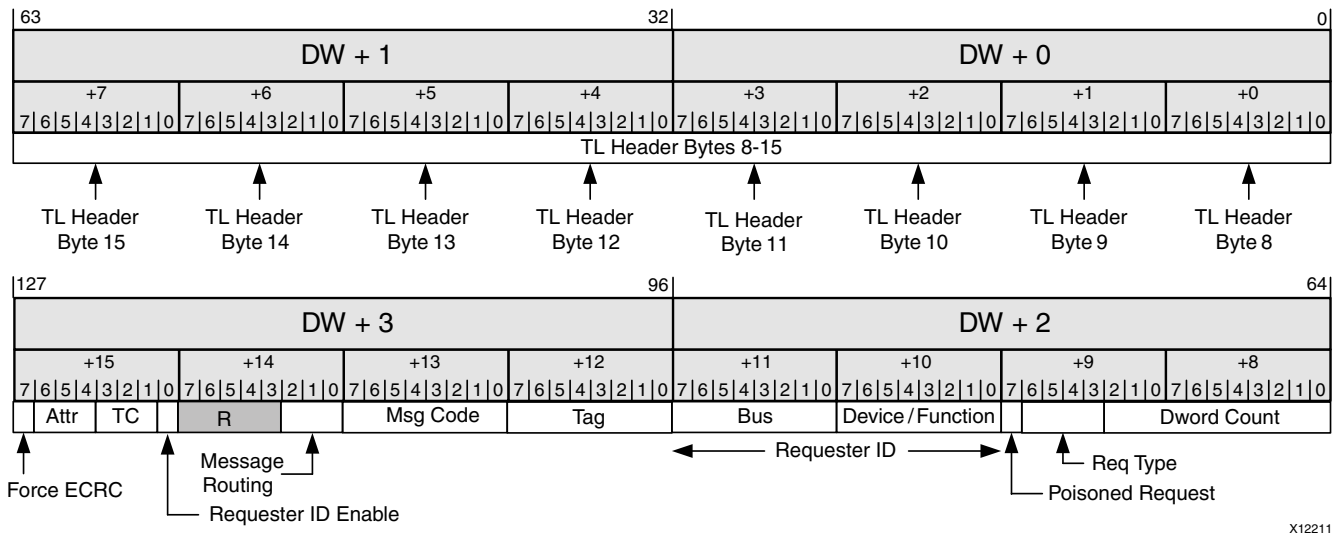 63 32 0
DW + 1 DW + 0
+7 +6 +5 +4 +3 +2 +1 +0
7 6 5 4 3 2 1 0 7 6 5 4 3 2 1 0 7 6 5 4 3 2 1 0 7 6 5 4 3 2 1 0 7 6 5 4 3 2 1 0 7 6 5 4 3 2 1 0 7 6 5 4 3 2 1 0 7 6 5 4 3 2 1 0
TL Header Bytes 8-15
TL Header TL Header TL Header TL Header TL Header TL Header TL Header TL Header
Byte 15 Byte 14 Byte 13 Byte 12 Byte 11 Byte 10 Byte 9 Byte 8
127 96 64
DW + 3 DW + 2
+15 +14 +13 +12 +11 +10 +9 +8
7 6 5 4 3 2 1 0 7 6 5 4 3 2 1 0 7 6 5 4 3 2 1 0 7 6 5 4 3 2 1 0 7 6 5 4 3 2 1 0 7 6 5 4 3 2 1 0 7 6 5 4 3 2 1 0 7 6 5 4 3 2 1 0
Attr TC R Msg Code Tag Bus Device / Function Dword Count
Message Requester ID Req Type
Routing
Force ECRC Poisoned Request
Requester ID Enable
X12211